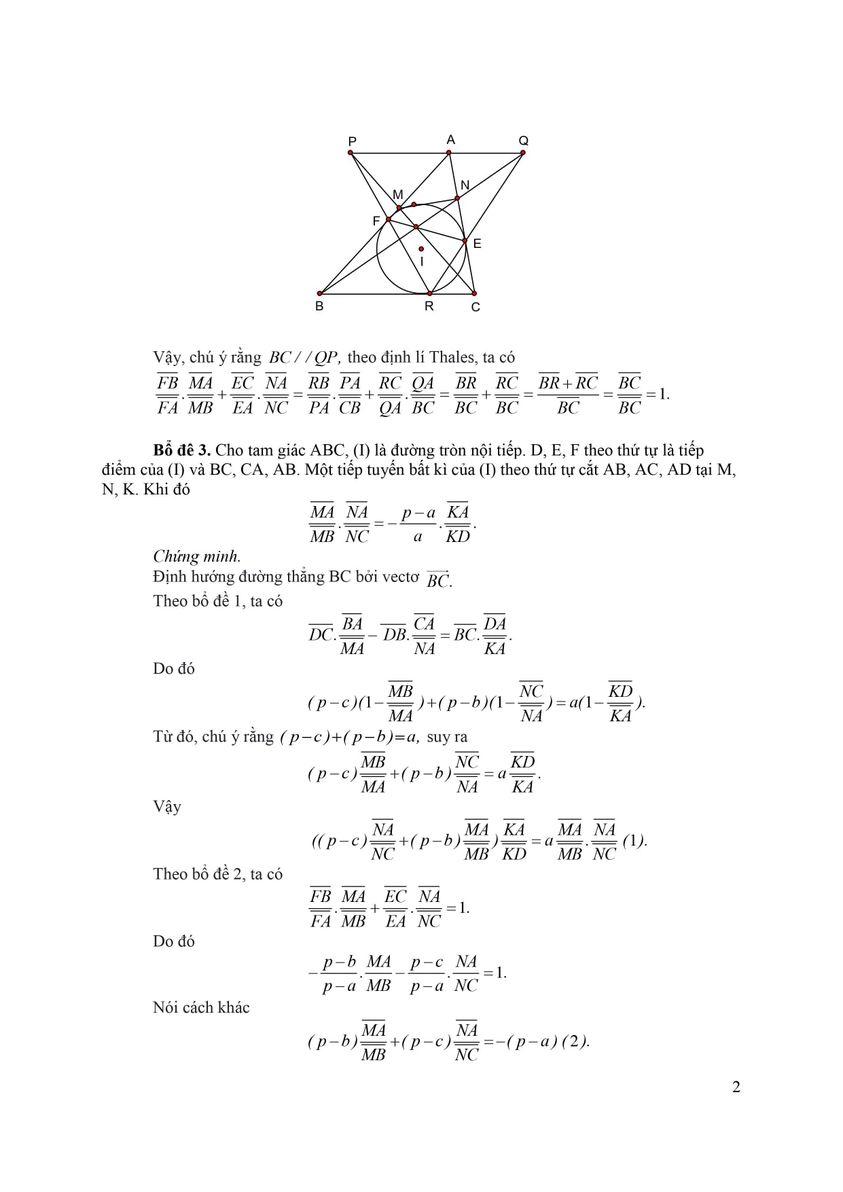 P A Q
M N
F E
I
B R C
Vậy, chú ý rằng $BC//QP,$ theo định lí Thales, ta có
$\frac{\overline{FB}}{\overline{FA}}.\frac{\overline{MA}}{\overline{MB}}+\frac{\overline{EC}}{\overline{EA}}.\frac{\overline{NA}}{\overline{NC}}=\frac{\overline{RB}}{\overline{PA}}.\frac{\overline{PA}}{\overline{CB}}+\frac{\overline{RC}}{\overline{QA}}.\frac{\overline{QA}}{\overline{BC}}=\frac{\overline{BR}}{\overline{BC}}+\frac{\overline{RC}}{\overline{BC}}=\frac{\overline{BR}+\overline{RC}}{\overline{BC}}=\frac{\overline{BC}}{\overline{BC}}=1.$
Bổ đê 3. Cho tam giác ABC, (I) là đường tròn nội tiếp. D, E, F theo thứ tự là tiếp
điểm của (I) và BC, CA, AB. Một tiếp tuyến bất kì của (I) theo thứ tự cắt AB, AC, AD tại M,
N, K. Khi đó
$\frac{\overline{MA}}{\overline{MB}}.\frac{\overline{NA}}{\overline{NC}}=-\frac{p-a}{a}.\frac{\overline{KA}}{\overline{KD}}.$
Chứng minh.
Định hướng đường thẳng BC bởi vectơ $\overrightarrow{BC}.$
Theo bổ đề 1, ta có
$\overline{DC}.\frac{\overline{BA}}{\overline{MA}}-\overline{DB}.\frac{\overline{CA}}{\overline{NA}}=\overline{BC}.\frac{\overline{DA}}{\overline{KA}}.$
Do đó
$(p-c)(1-\frac{\overline{MB}}{\overline{MA}})+(p-b)(1-\frac{\overline{NC}}{\overline{NA}})=a(1-\frac{\overline{KD}}{\overline{KA}}).$
Từ đó, chú ý rằng $(p-c)+(p-b)=a,$ suy ra
$(p-c)\frac{\overline{MB}}{\overline{MA}}+(p-b)\frac{\overline{NC}}{\overline{NA}}=a\frac{\overline{KD}}{\overline{KA}}.$
Vậy
$((p-c)\frac{\overline{NA}}{\overline{NC}}+(p-b)\frac{\overline{MA}}{\overline{MB}})\frac{\overline{KA}}{\overline{KD}}=a\frac{\overline{MA}}{\overline{MB}}.\frac{\overline{NA}}{\overline{NC}}\ (1).$
Theo bổ đề 2, ta có
$\frac{\overline{FB}}{\overline{FA}}.\frac{\overline{MA}}{\overline{MB}}+\frac{\overline{EC}}{\overline{EA}}.\frac{\overline{NA}}{\overline{NC}}=1.$
Do đó
$-\frac{p-b}{p-a}.\frac{MA}{MB}-\frac{p-c}{p-a}.\frac{NA}{NC}=1.$
Nói cách khác
$(p-b)\frac{\overline{MA}}{\overline{MB}}+(p-c)\frac{\overline{NA}}{\overline{NC}}=-(p-a)\ (2).$
2